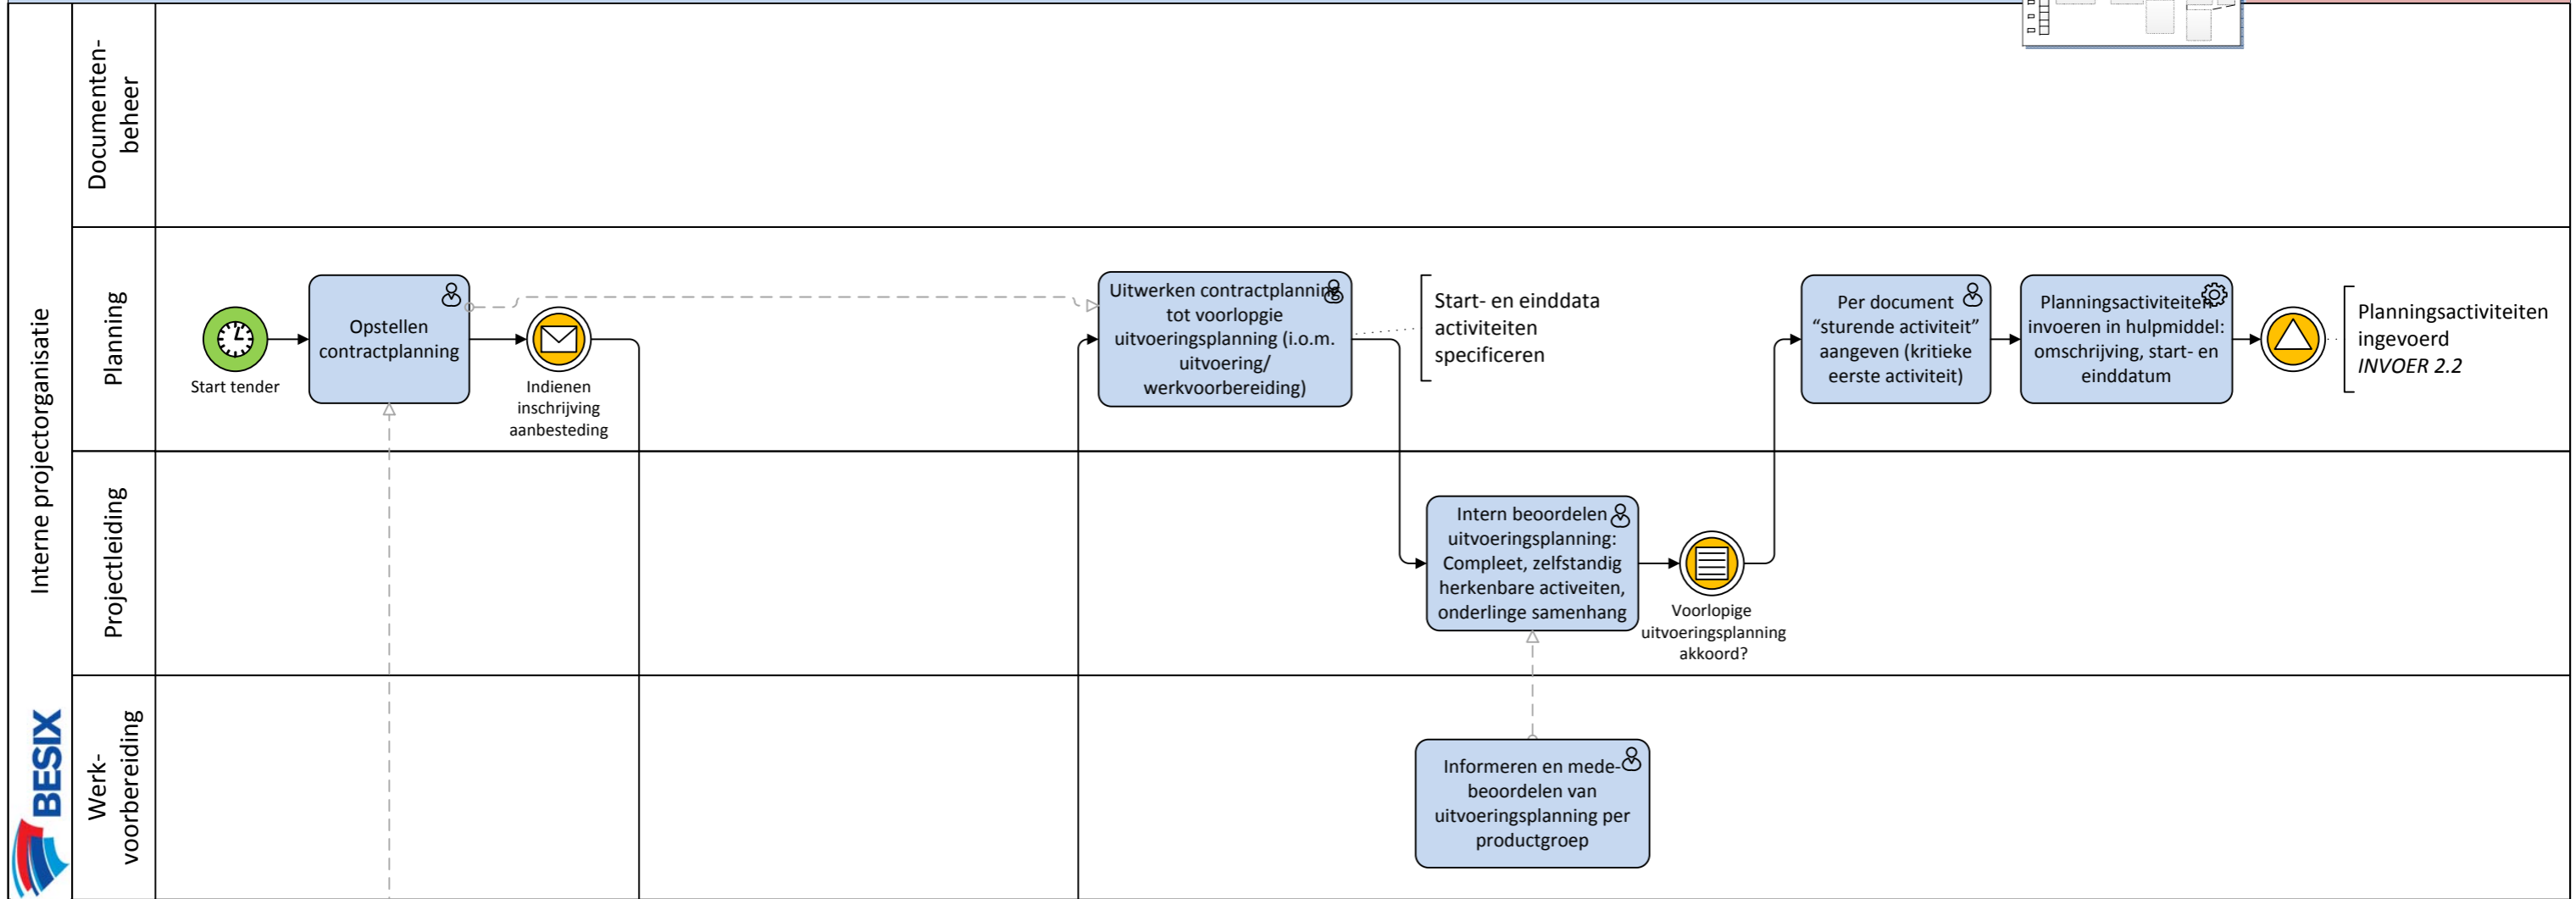 Interne projectorganisatie
BESIX
Documenten-
beheer
Planning
Start tender
Opstellen
contractplanning
Indienen
inschrijving
aanbesteding
Uitwerken contractplanning
tot voorlopgie
uitvoeringsplanning (i.o.m.
uitvoering/
werkvoorbereiding)
Start- en einddata
activiteiten
specificeren
Per document
“sturende activiteit”
aangeven (kritieke
eerste activiteit)
Planningsactiviteiten
invoeren in hulpmiddel:
omschrijving, start- en
einddatum
Planningsactiviteiten
ingevoerd
INVOER 2.2
Projectleiding
Intern beoordelen
uitvoeringsplanning:
Compleet, zelfstandig
herkenbare activeiten,
onderlinge samenhang
Voorlopige
uitvoeringsplanning
akkoord?
Werk-
voorbereiding
Informeren en mede-
beoordelen van
uitvoeringsplanning per
productgroep